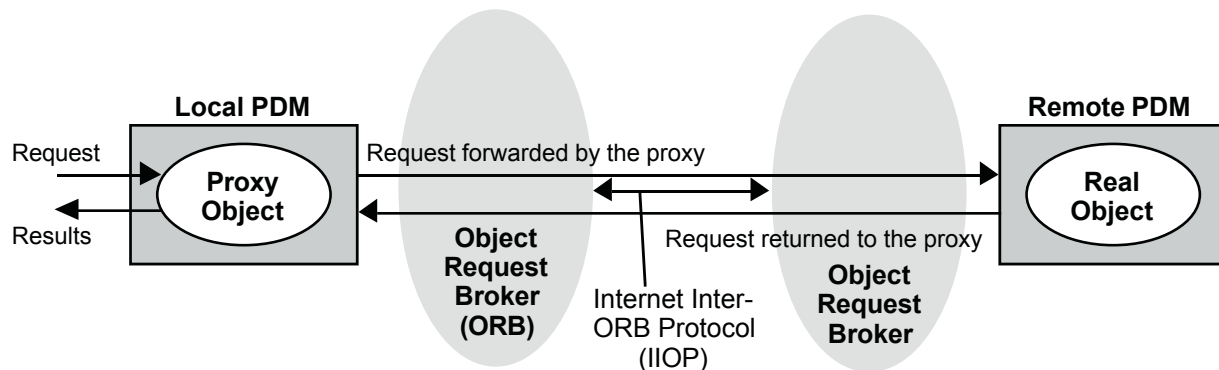 Local PDM
Remote PDM
Request
Request forwarded by the proxy
Proxy
Object
Real
Object
Results
Request returned to the proxy
Object
Request
Broker
(ORB)
Internet Inter-
ORB Protocol
(IIOP)
Object
Request
Broker